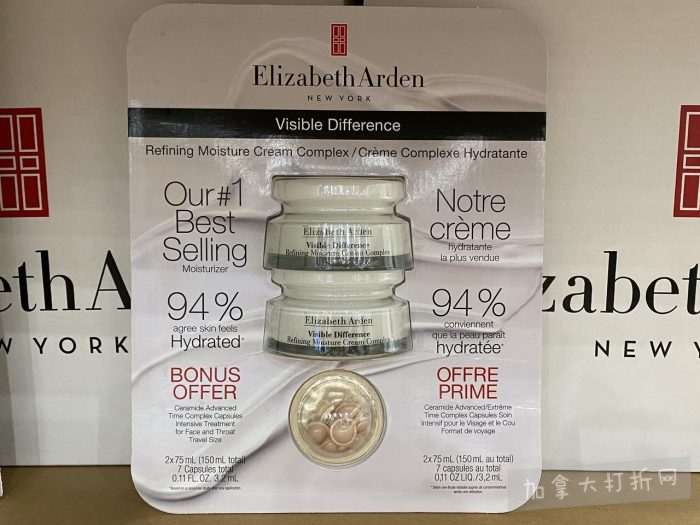 Elizabeth Arden
NEW YORK
Visible Difference
Refining Moisture Cream Complex / Crème Complexe Hydratante
Our #1
Best
Selling
Moisturizer
94%
agree skin feels
Hydrated*
BONUS
OFFER
Ceramide Advanced
Time Complex Capsules
Intensive Treatment
for Face and Throat
Travel Size
2x75 mL (150 mL total)
7 Capsules total
0.11 FL. OZ. 3,2 mL
Elizabeth Arden
Visible Difference
Refining Moisture Cream Complex
Elizabeth Arden
Visible Difference
Refining Moisture Cream Complex
Notre
crème
hydratante
la plus vendue
94%
conviennent
que la peau paraît
hydratée*
OFFRE
PRIME
Ceramide Advanced/Extrême
Time Complex Capsules Soin
Intensif pour le Visage et le Cou
Format de voyage
2x75 mL (150 mL au total)
7 capsules au total
0.11 OZ LIQ. / 3,2 mL
eth A
W YORK
zabeth
NEW YO
加拿大打折网